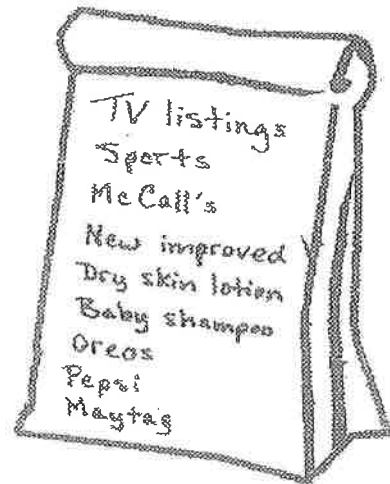 TV listings
Sports
McCall's
New improved
Dry skin lotion
Baby shampoo
Oreos
Pepsi
Maytag